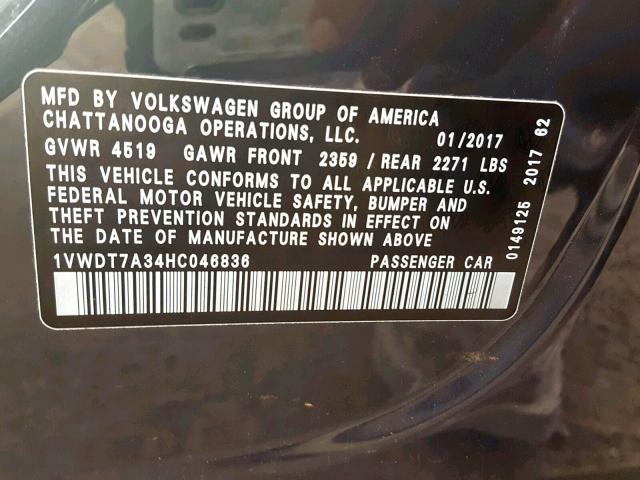 MFD BY VOLKSWAGEN GROUP OF AMERICA
CHATTANOOGA OPERATIONS, LLC. 01/2017
GVWR 4519 GAWR FRONT 2359 / REAR 2271 LBS
THIS VEHICLE CONFORMS TO ALL APPLICABLE U.S.
FEDERAL MOTOR VEHICLE SAFETY, BUMPER AND
THEFT PREVENTION STANDARDS IN EFFECT ON
THE DATE OF MANUFACTURE SHOWN ABOVE
1VWDT7A34HC046836 PASSENGER CAR
0149125 2017 62